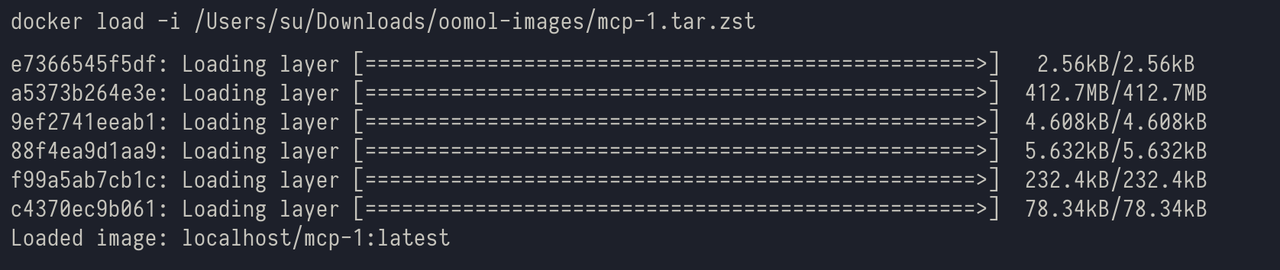 docker load -i /Users/su/Downloads/oomol-images/mcp-1.tar.zst
e7366545f5df: Loading layer [==================================================>]   2.56kB/2.56kB
a5373b264e3e: Loading layer [==================================================>]  412.7MB/412.7MB
9ef2741eeab1: Loading layer [==================================================>]  4.608kB/4.608kB
88f4ea9d1aa9: Loading layer [==================================================>]  5.632kB/5.632kB
f99a5ab7cb1c: Loading layer [==================================================>]  232.4kB/232.4kB
c4370ec9b061: Loading layer [==================================================>]  78.34kB/78.34kB
Loaded image: localhost/mcp-1:latest